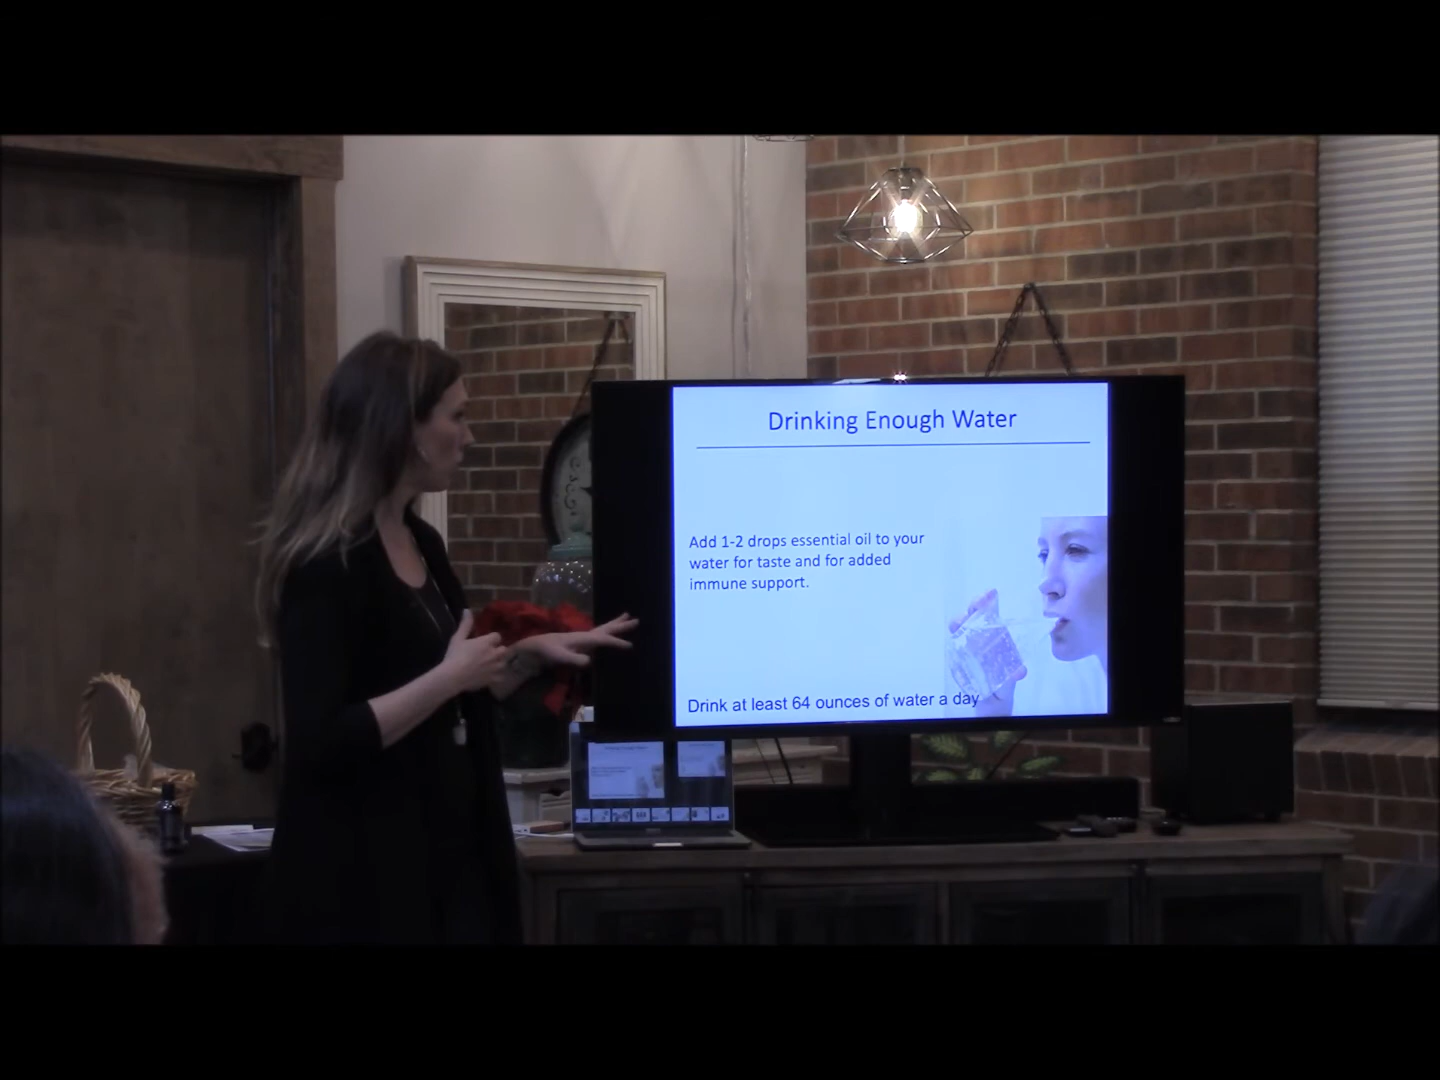 Drinking Enough Water
Add 1-2 drops essential oil to your
water for taste and for added
immune support.
Drink at least 64 ounces of water a day